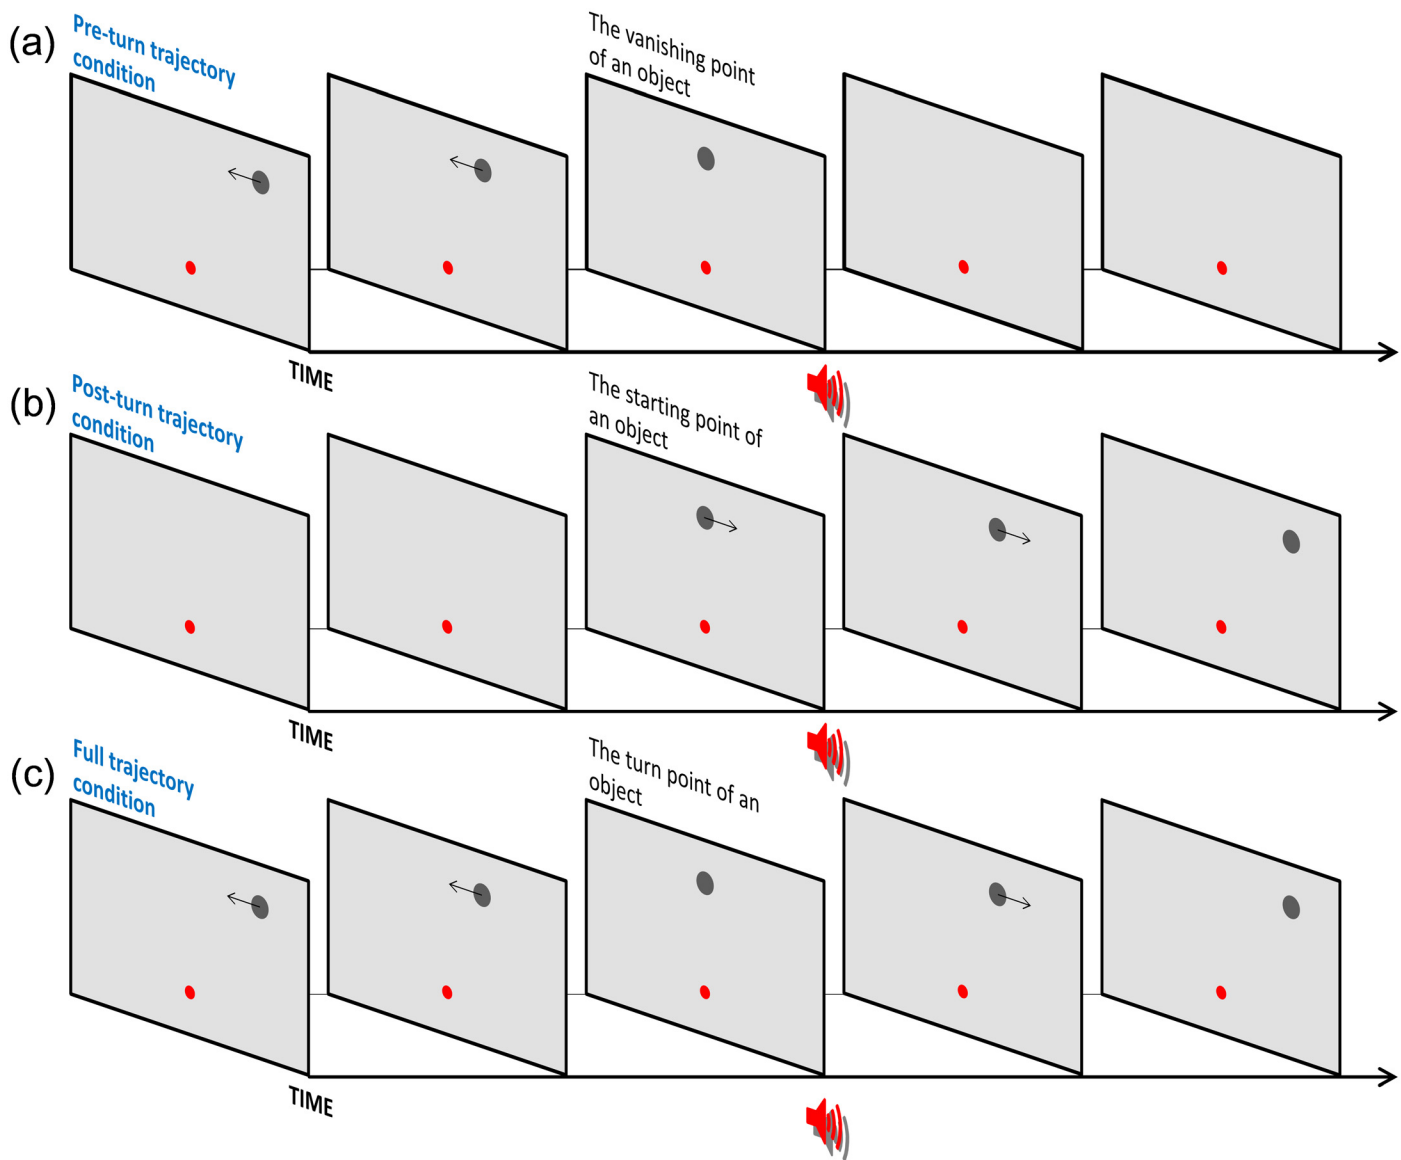 (a)
Pre-turn trajectory
condition
The vanishing point
of an object
TIME
(b)
Post-turn trajectory
condition
The starting point of
an object
TIME
(c)
Full trajectory
condition
The turn point of an
object
TIME